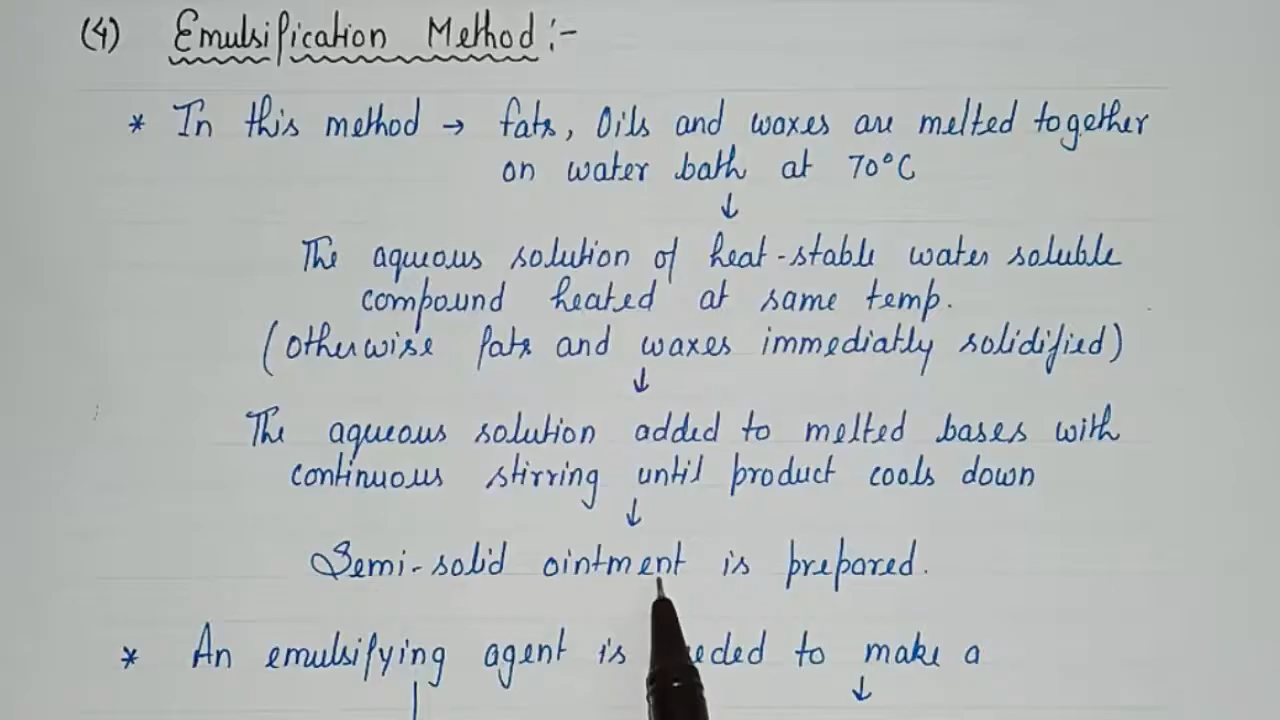 (4) Emulsification Method :-
* In this method → fats, Oils and waxes are melted together
on water bath at 70°C
↓
The aqueous solution of heat-stable water soluble
compound heated at same temp.
(otherwise fats and waxes immediatly solidified)
↓
The aqueous solution added to melted bases with
continuous stirring until product cools down
↓
Semi-solid ointment is prepared.
* An emulsifying agent is to make a
↓